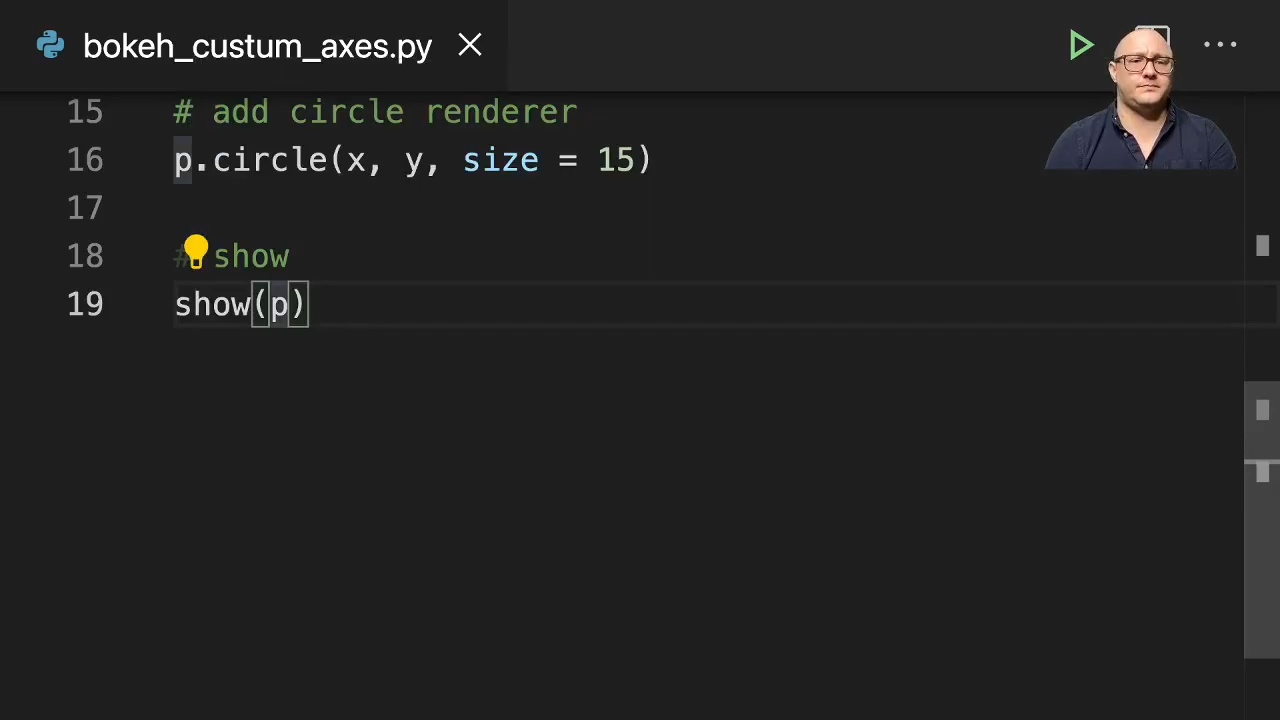 bokeh_custum_axes.py
15 # add circle renderer
16 p.circle(x, y, size = 15)
17
18 # show
19 show(p)